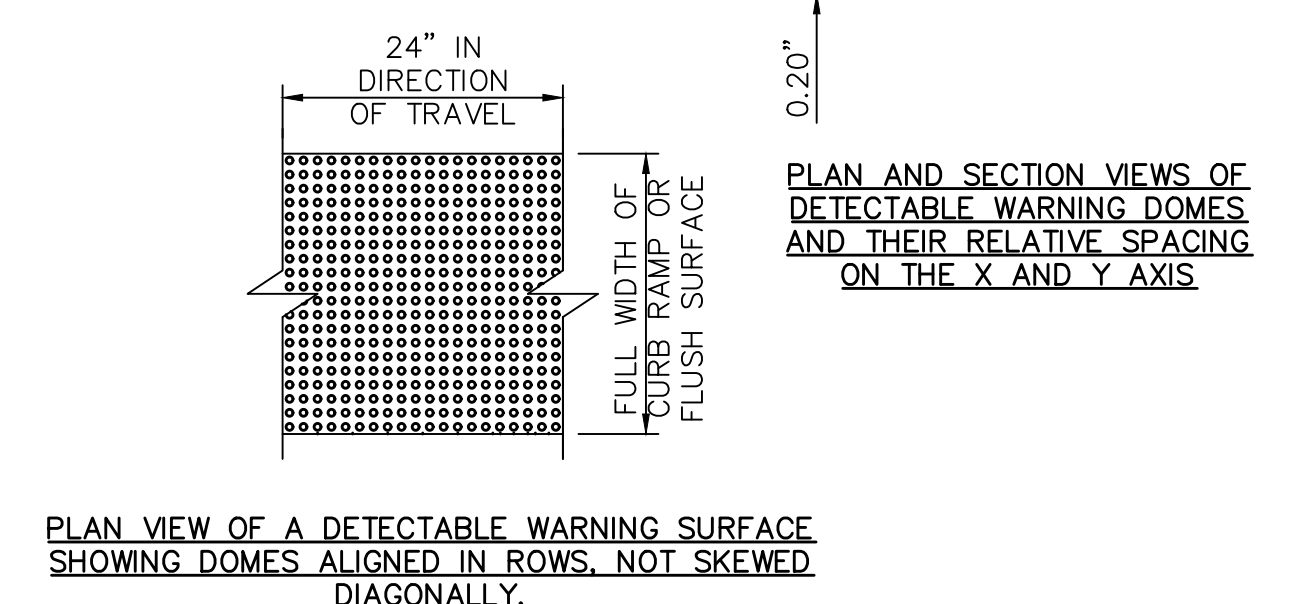 24” IN
DIRECTION
OF TRAVEL
0.20”
FULL WIDTH OF
CURB RAMP OR
FLUSH SURFACE
PLAN AND SECTION VIEWS OF
DETECTABLE WARNING DOMES
AND THEIR RELATIVE SPACING
ON THE X AND Y AXIS
PLAN VIEW OF A DETECTABLE WARNING SURFACE
SHOWING DOMES ALIGNED IN ROWS, NOT SKEWED
DIAGONALLY.